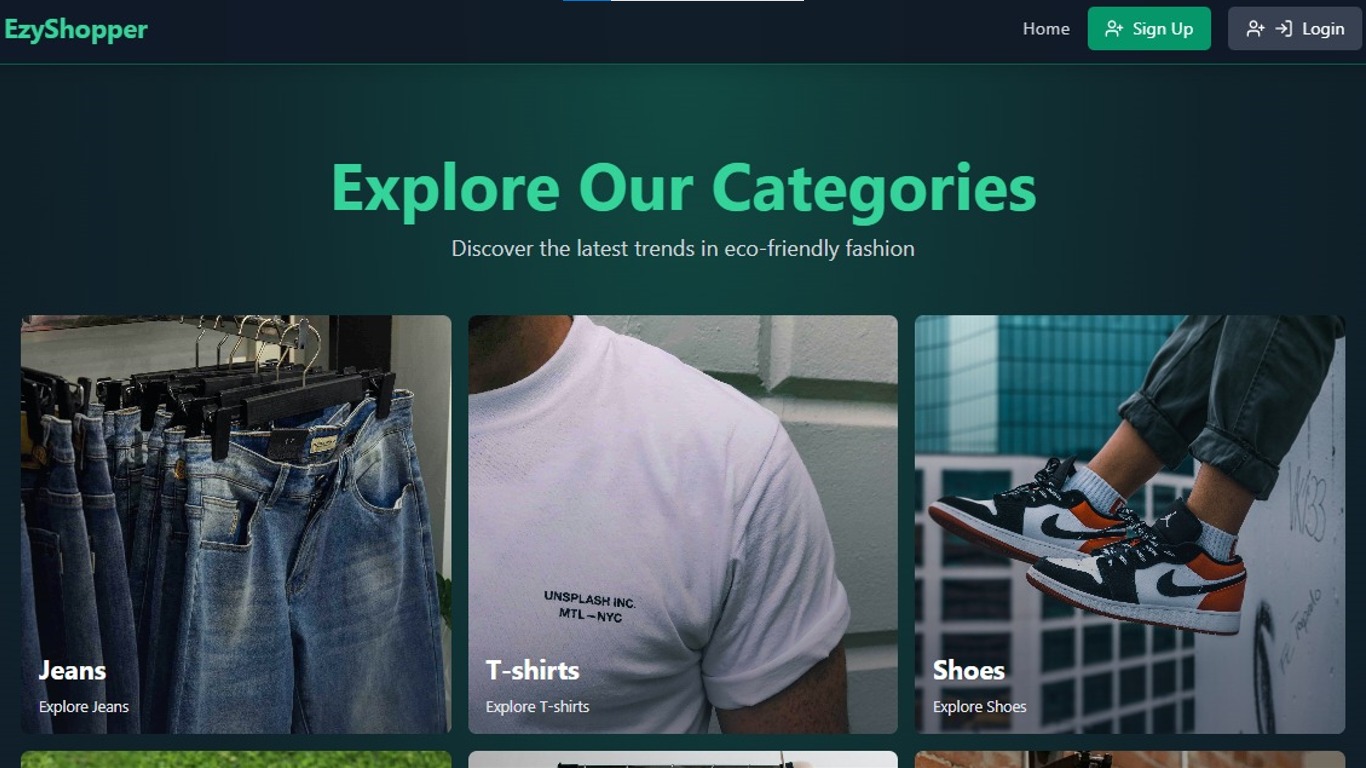 EzyShopper
Home
Sign Up
Login
Explore Our Categories
Discover the latest trends in eco-friendly fashion
UNSPLASH INC.
MTL–NYC
Jeans
Explore Jeans
T-shirts
Explore T-shirts
Shoes
Explore Shoes